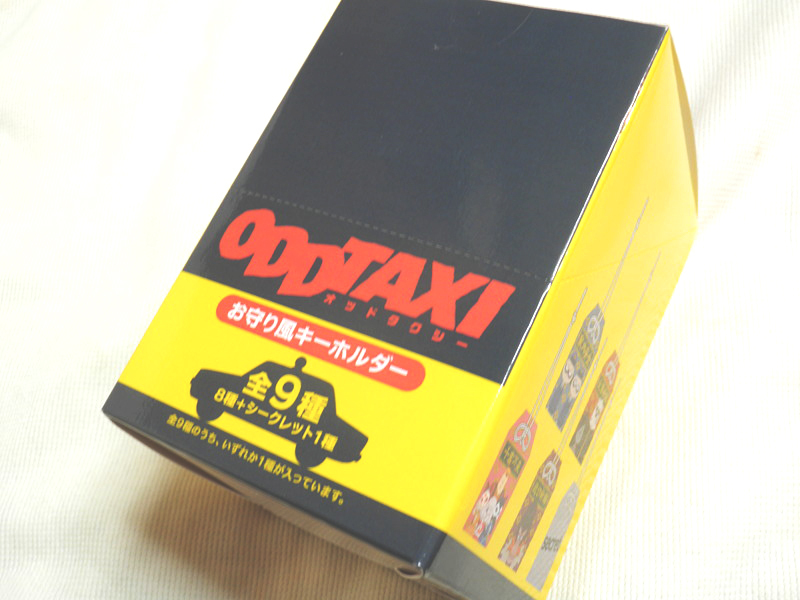 ODDTAXI
オッドタクシー
お守り風キーホルダー
全9種
8種+シークレット1種
全9種のうち、いずれか1種が入っています。